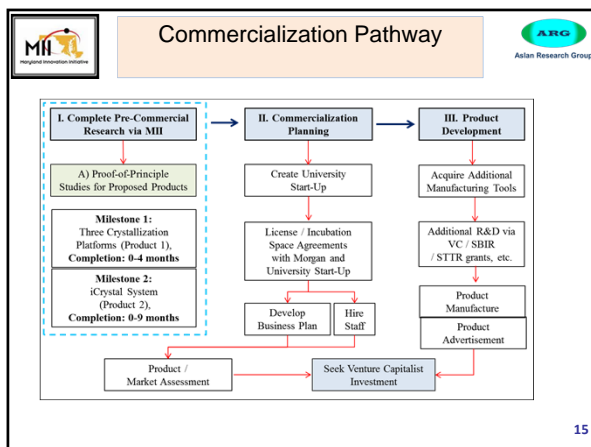 Commercialization Pathway
MII
Maryland Innovation Initiative
ARG
Aslan Research Group
I. Complete Pre-Commercial
Research via MII
A) Proof-of-Principle
Studies for Proposed Products
Milestone 1:
Three Crystallization
Platforms (Product 1),
Completion: 0-4 months
Milestone 2:
iCrystal System
(Product 2),
Completion: 0-9 months
II. Commercialization
Planning
Create University
Start-Up
License / Incubation
Space Agreements
with Morgan and
University Start-Up
Develop
Business Plan
Hire
Staff
Product /
Market Assessment
Seek Venture Capitalist
Investment
III. Product
Development
Acquire Additional
Manufacturing Tools
Additional R&D via
VC / SBIR
/ STTR grants, etc.
Product
Manufacture
Product
Advertisement
15